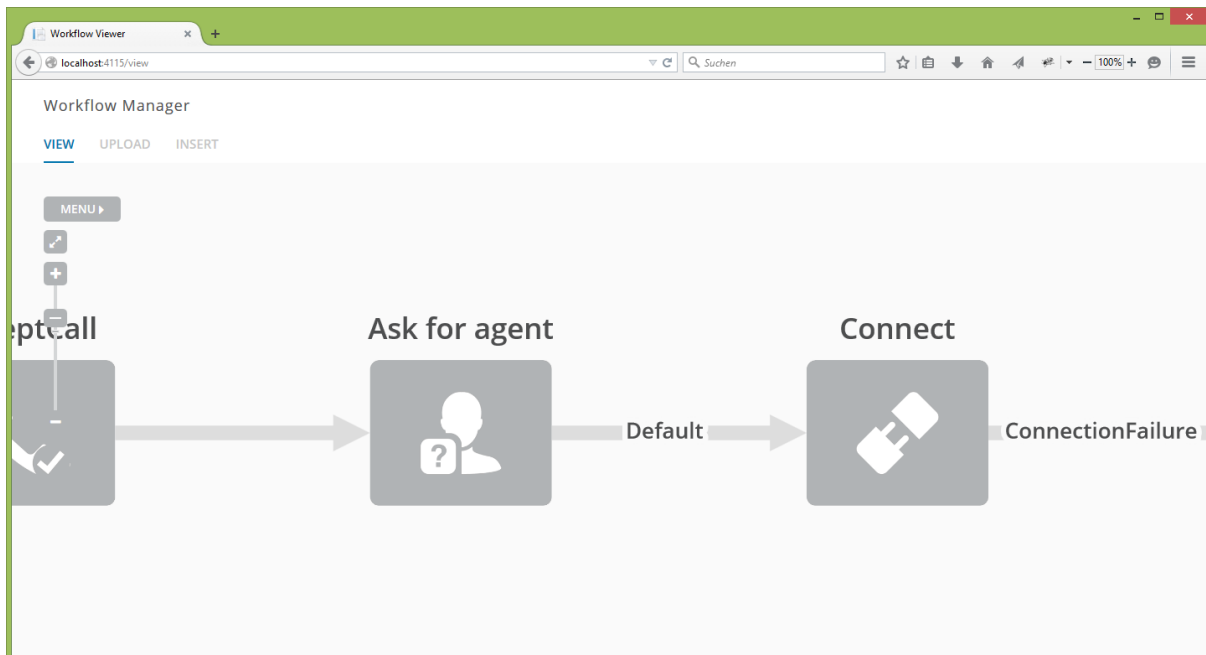 Workflow Viewer
localhost:4115/view
Suchen
100%
Workflow Manager
VIEW UPLOAD INSERT
MENU
eptCall
Ask for agent
Connect
Default
ConnectionFailure
?